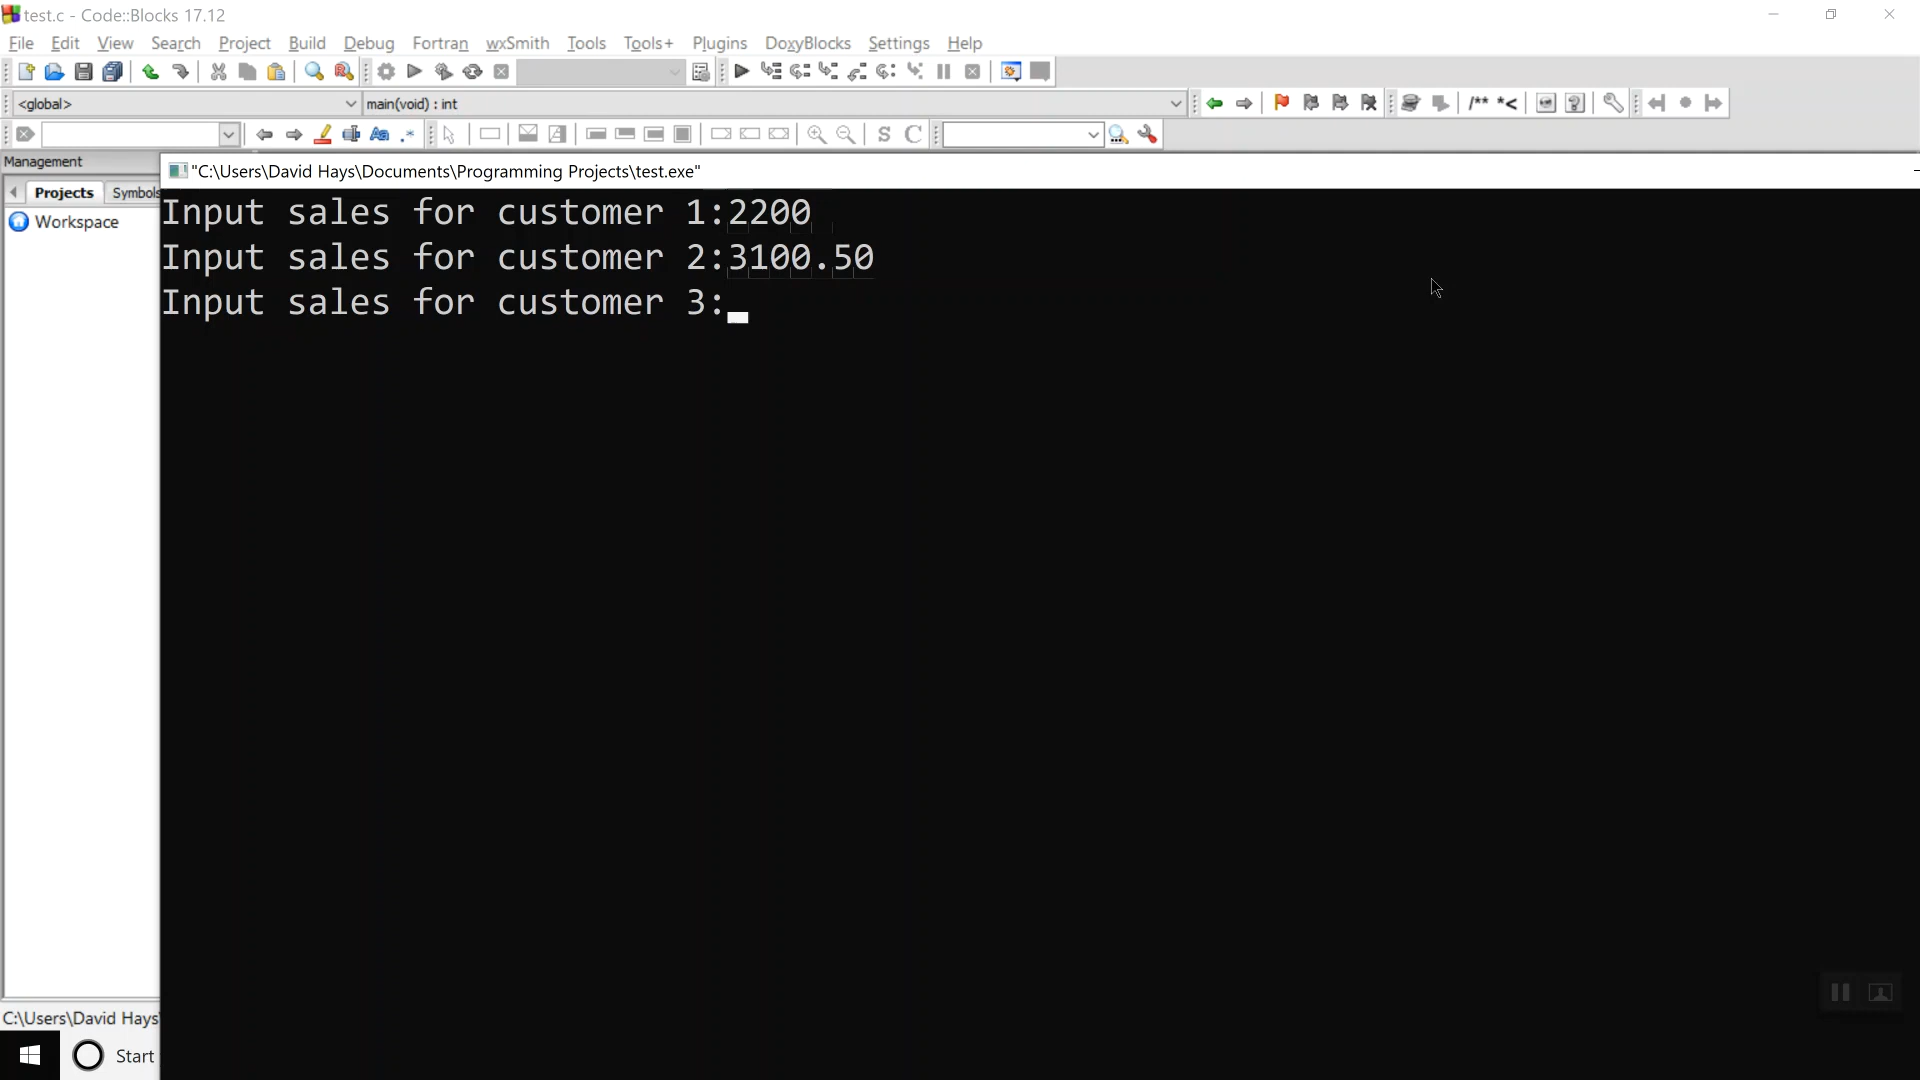 test.c - Code::Blocks 17.12
File Edit View Search Project Build Debug Fortran wxSmith Tools Tools+ Plugins DoxyBlocks Settings Help
<global> main(void) : int
/** *<
Aa .*
S C
Management
"C:\Users\David Hays\Documents\Programming Projects\test.exe"
Projects Symbols
Workspace
Input sales for customer 1:2200
Input sales for customer 2:3100.50
Input sales for customer 3:
C:\Users\David Hays\
Start